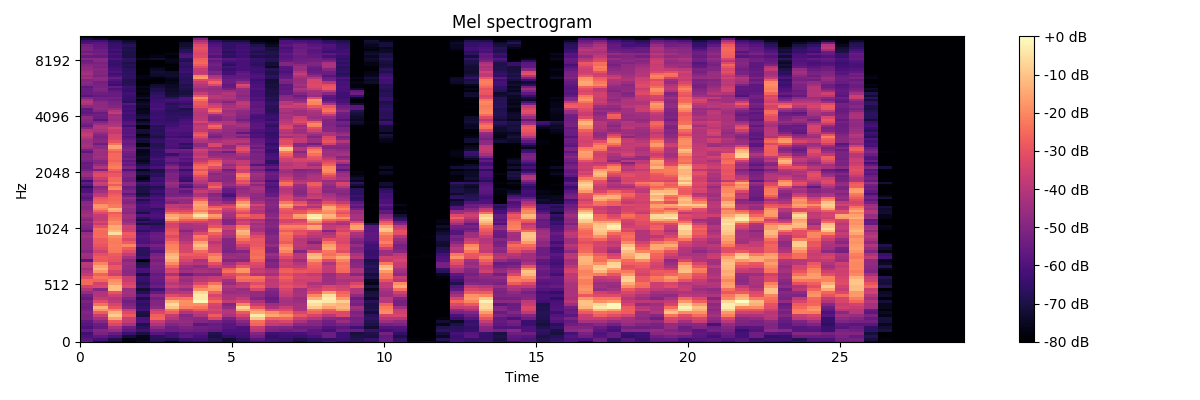 Mel spectrogram
8192
4096
2048
1024
512
0
Hz
0 5 10 15 20 25
Time
+0 dB
-10 dB
-20 dB
-30 dB
-40 dB
-50 dB
-60 dB
-70 dB
-80 dB